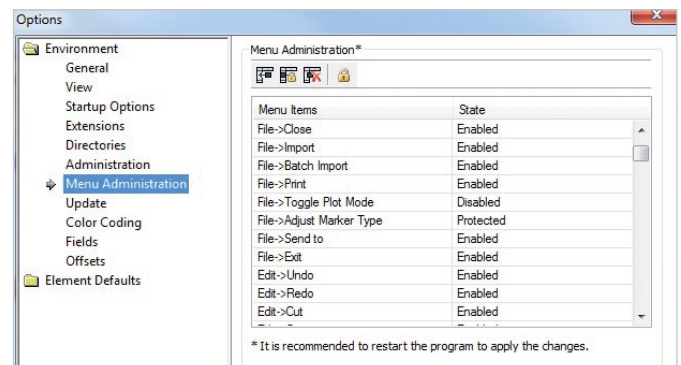 Options
Environment
General
View
Startup Options
Extensions
Directories
Administration
Menu Administration
Update
Color Coding
Fields
Offsets
Element Defaults
Menu Administration*
Menu Items State
File->Close Enabled
File->Import Enabled
File->Batch Import Enabled
File->Print Enabled
File->Toggle Plot Mode Disabled
File->Adjust Marker Type Protected
File->Send to Enabled
File->Exit Enabled
Edit->Undo Enabled
Edit->Redo Enabled
Edit->Cut Enabled
* It is recommended to restart the program to apply the changes.